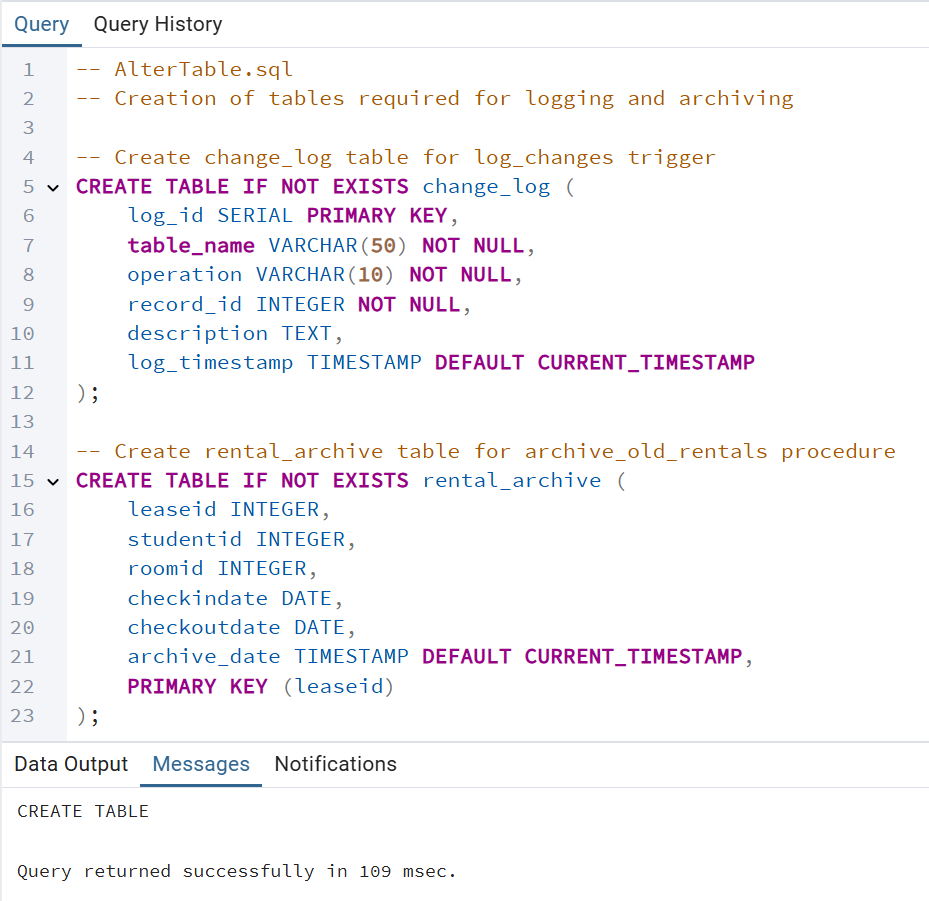 Query Query History
1 -- AlterTable.sql
2 -- Creation of tables required for logging and archiving
3
4 -- Create change_log table for log_changes trigger
5 CREATE TABLE IF NOT EXISTS change_log (
6 log_id SERIAL PRIMARY KEY,
7 table_name VARCHAR(50) NOT NULL,
8 operation VARCHAR(10) NOT NULL,
9 record_id INTEGER NOT NULL,
10 description TEXT,
11 log_timestamp TIMESTAMP DEFAULT CURRENT_TIMESTAMP
12 );
13
14 -- Create rental_archive table for archive_old_rentals procedure
15 CREATE TABLE IF NOT EXISTS rental_archive (
16 leaseid INTEGER,
17 studentid INTEGER,
18 roomid INTEGER,
19 checkindate DATE,
20 checkoutdate DATE,
21 archive_date TIMESTAMP DEFAULT CURRENT_TIMESTAMP,
22 PRIMARY KEY (leaseid)
23 );
Data Output Messages Notifications
CREATE TABLE
Query returned successfully in 109 msec.